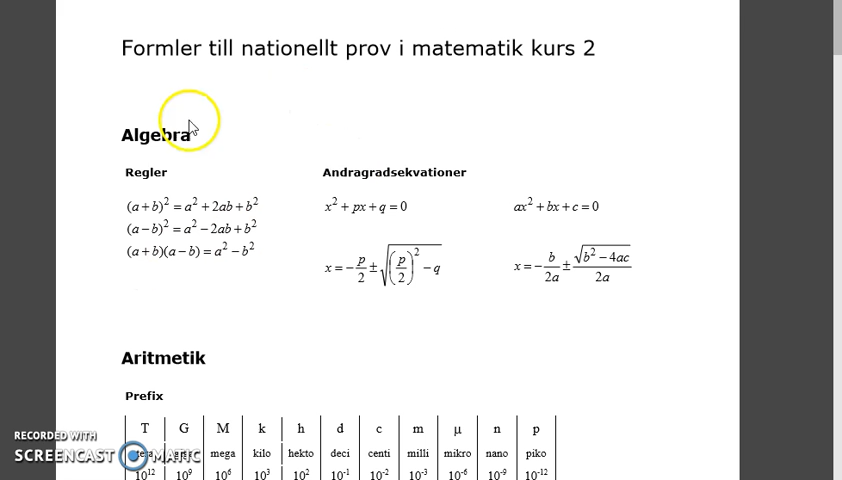 Formler till nationellt prov i matematik kurs 2
Algebra
Regler
Andragradsekvationer
(a+b)² = a² + 2ab + b²
x² + px + q = 0
ax² + bx + c = 0
(a−b)² = a² − 2ab + b²
(a+b)(a−b) = a² − b²
x = −p/2 ± √((p/2)² − q)
x = −b/2a ± √(b² − 4ac)/2a
Aritmetik
Prefix
T G M k h d c m μ n p
mega kilo hekto deci centi milli mikro nano piko
10¹² 10⁹ 10⁶ 10³ 10² 10⁻¹ 10⁻² 10⁻³ 10⁻⁶ 10⁻⁹ 10⁻¹²
RECORDED WITH
SCREENCAST MATIC